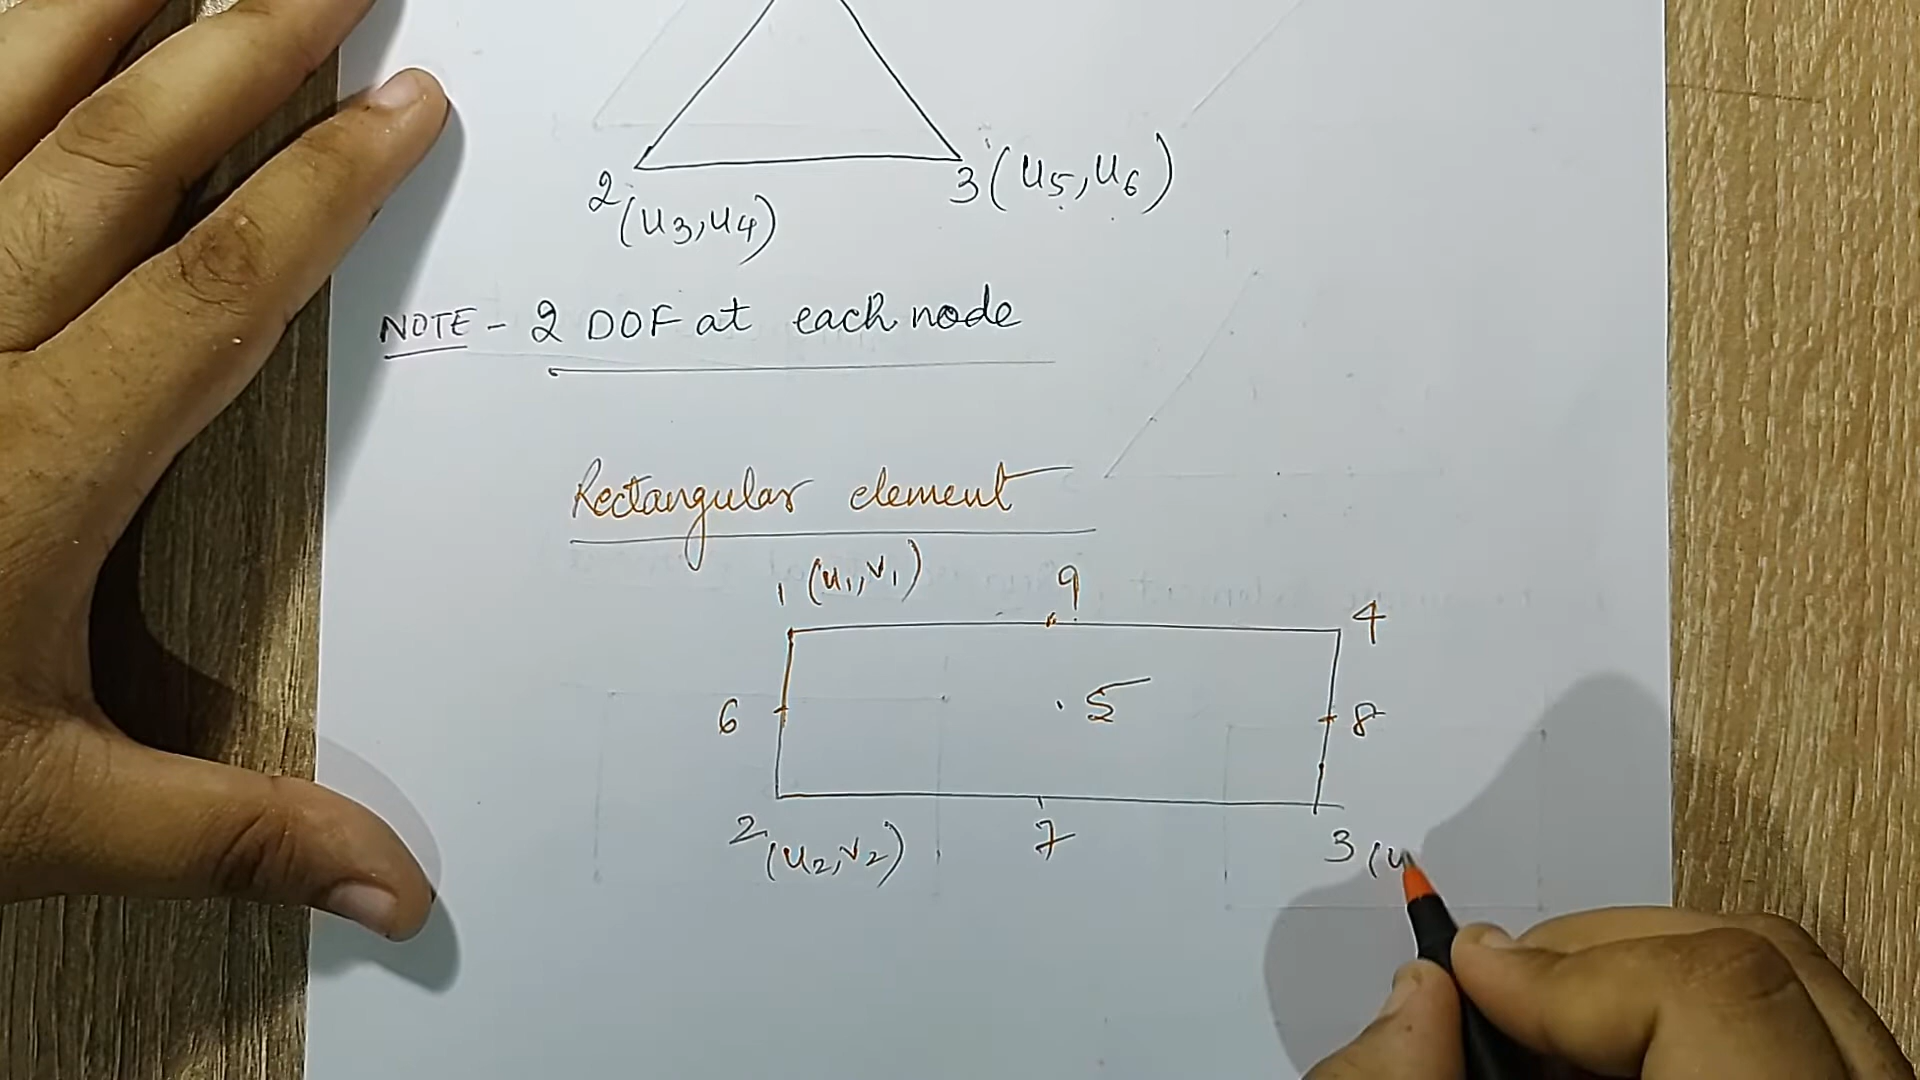 2 (u3, u4) 3 (u5, u6)
NOTE - 2 DOF at each node
Rectangular element
1 (u1, v1) 9 4
6 . 5 8
2 (u2, v2) 7 3 (u